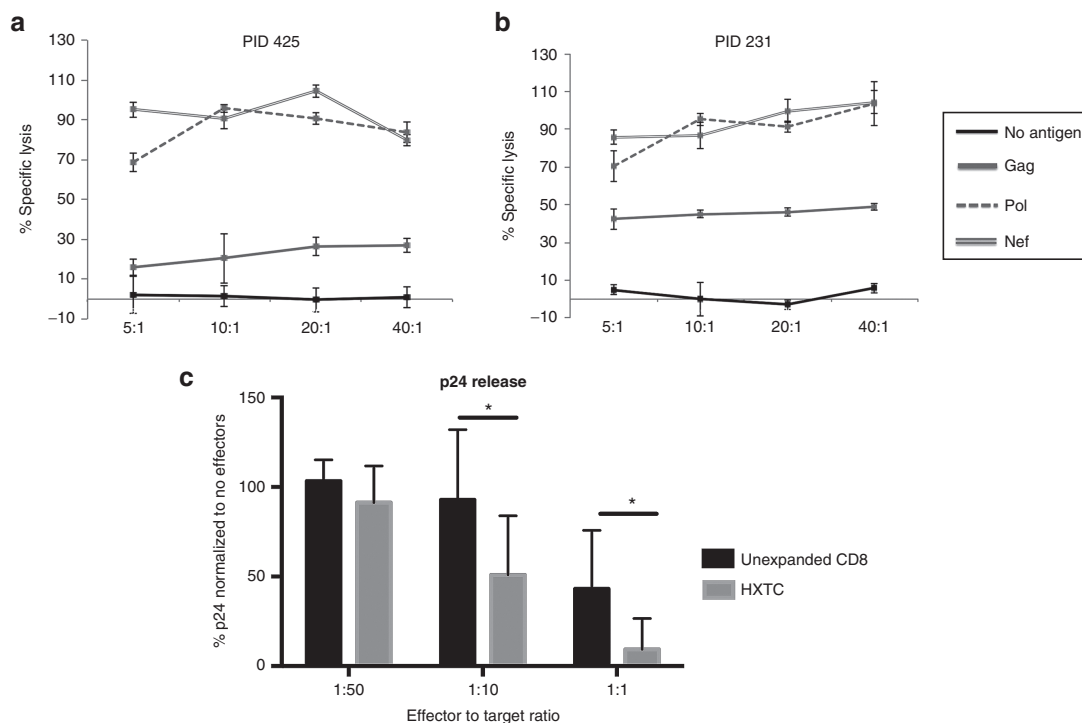 a
PID 425
% Specific lysis
130
110
90
70
50
30
10
–10
5:1 10:1 20:1 40:1
b
PID 231
% Specific lysis
130
110
90
70
50
30
10
–10
5:1 10:1 20:1 40:1
No antigen
Gag
Pol
Nef
c
p24 release
% p24 normalized to no effectors
150
100
50
0
*
*
1:50 1:10 1:1
Effector to target ratio
Unexpanded CD8
HXTC